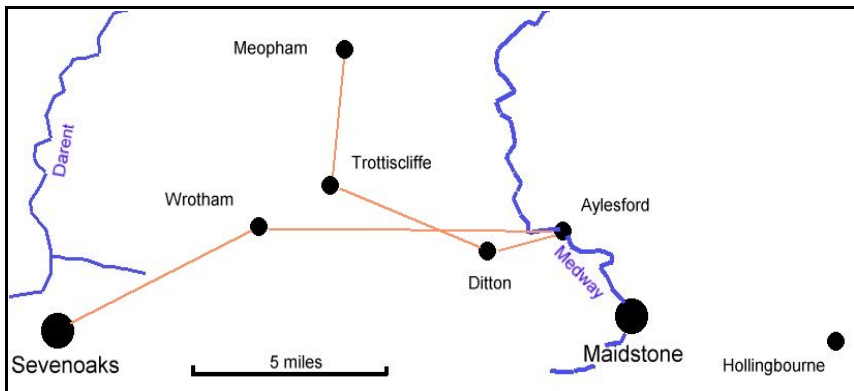 Meopham
Darent
Trottiscliffe
Wrotham
Aylesford
Medway
Ditton
Sevenoaks
5 miles
Maidstone
Hollingbourne